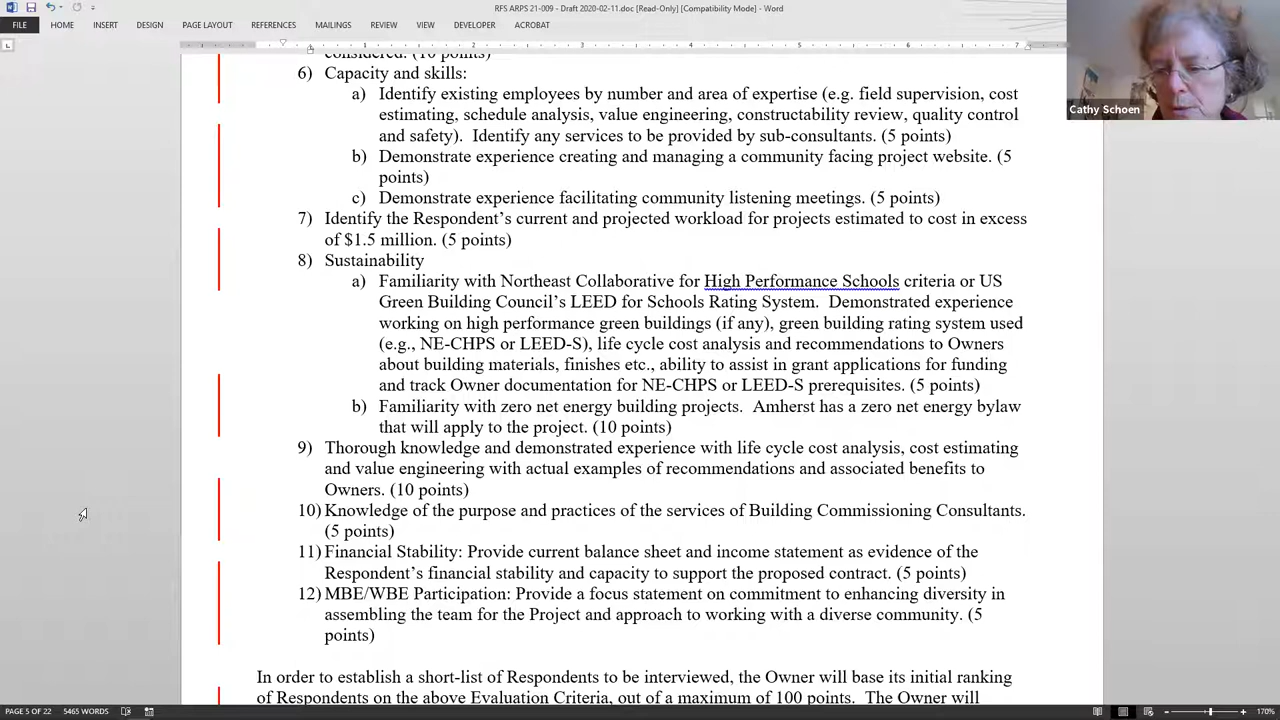 RFS ARPS 21-009 - Draft 2020-02-11.doc [Read-Only] [Compatibility Mode] - Word
FILE HOME INSERT DESIGN PAGE LAYOUT REFERENCES MAILINGS REVIEW VIEW DEVELOPER ACROBAT
considered. (10 points)
6) Capacity and skills:
a) Identify existing employees by number and area of expertise (e.g. field supervision, cost
estimating, schedule analysis, value engineering, constructability review, quality control
and safety). Identify any services to be provided by sub-consultants. (5 points)
b) Demonstrate experience creating and managing a community facing project website. (5
points)
c) Demonstrate experience facilitating community listening meetings. (5 points)
7) Identify the Respondent's current and projected workload for projects estimated to cost in excess
of $1.5 million. (5 points)
8) Sustainability
a) Familiarity with Northeast Collaborative for High Performance Schools criteria or US
Green Building Council's LEED for Schools Rating System. Demonstrated experience
working on high performance green buildings (if any), green building rating system used
(e.g., NE-CHPS or LEED-S), life cycle cost analysis and recommendations to Owners
about building materials, finishes etc., ability to assist in grant applications for funding
and track Owner documentation for NE-CHPS or LEED-S prerequisites. (5 points)
b) Familiarity with zero net energy building projects. Amherst has a zero net energy bylaw
that will apply to the project. (10 points)
9) Thorough knowledge and demonstrated experience with life cycle cost analysis, cost estimating
and value engineering with actual examples of recommendations and associated benefits to
Owners. (10 points)
10) Knowledge of the purpose and practices of the services of Building Commissioning Consultants.
(5 points)
11) Financial Stability: Provide current balance sheet and income statement as evidence of the
Respondent's financial stability and capacity to support the proposed contract. (5 points)
12) MBE/WBE Participation: Provide a focus statement on commitment to enhancing diversity in
assembling the team for the Project and approach to working with a diverse community. (5
points)
In order to establish a short-list of Respondents to be interviewed, the Owner will base its initial ranking
of Respondents on the above Evaluation Criteria, out of a maximum of 100 points. The Owner will
Cathy Schoen
PAGE 5 OF 22 5465 WORDS 170%